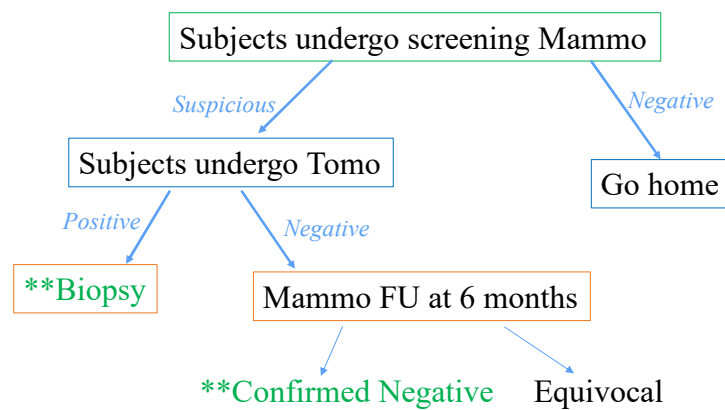 Subjects undergo screening Mammo
Suspicious
Negative
Subjects undergo Tomo
Go home
Positive
Negative
**Biopsy
Mammo FU at 6 months
**Confirmed Negative
Equivocal